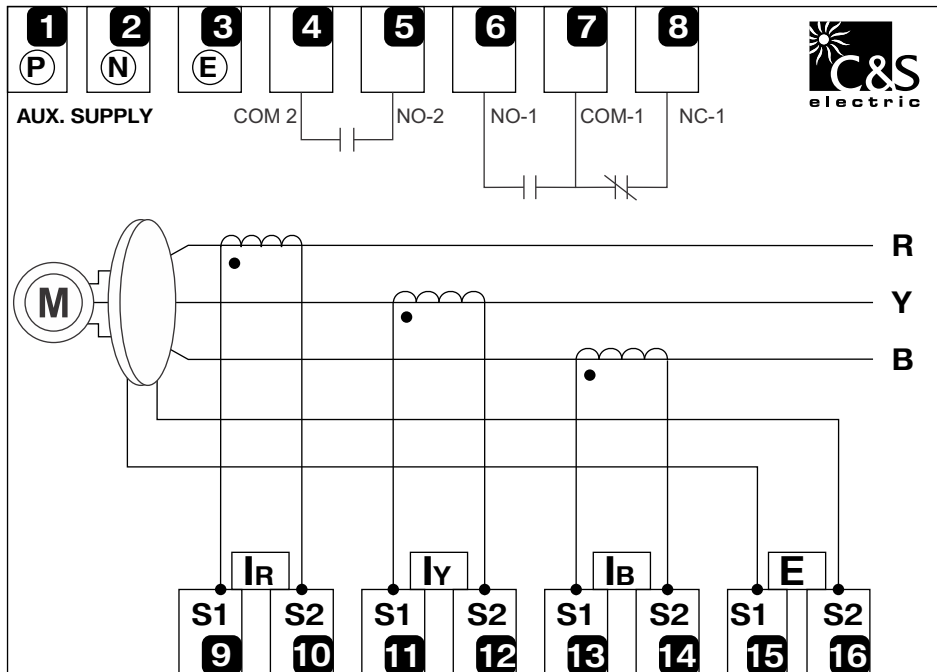 1 2 3 4 5 6 7 8
P N E
C&S
electric
AUX. SUPPLY COM 2 NO-2 NO-1 COM-1 NC-1
R
M Y
B
IR IY IB E
S1 S2 S1 S2 S1 S2 S1 S2
9 10 11 12 13 14 15 16